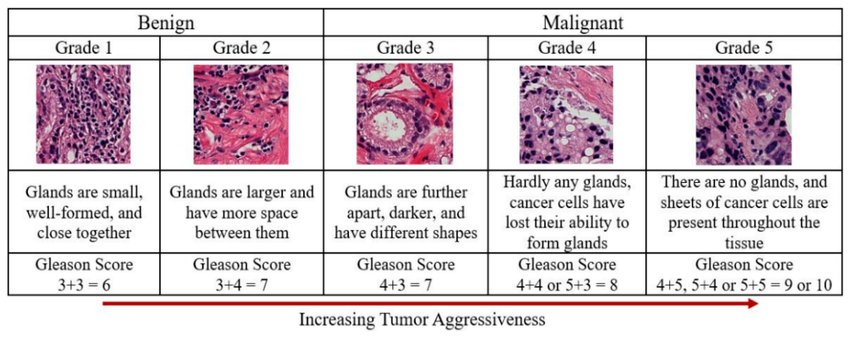 Benign
Malignant
Grade 1
Grade 2
Grade 3
Grade 4
Grade 5
Glands are small,
well-formed, and
close together
Glands are larger and
have more space
between them
Glands are further
apart, darker, and
have different shapes
Hardly any glands,
cancer cells have
lost their ability to
form glands
There are no glands, and
sheets of cancer cells are
present throughout the
tissue
Gleason Score
3+3 = 6
Gleason Score
3+4 = 7
Gleason Score
4+3 = 7
Gleason Score
4+4 or 5+3 = 8
Gleason Score
4+5, 5+4 or 5+5 = 9 or 10
Increasing Tumor Aggressiveness